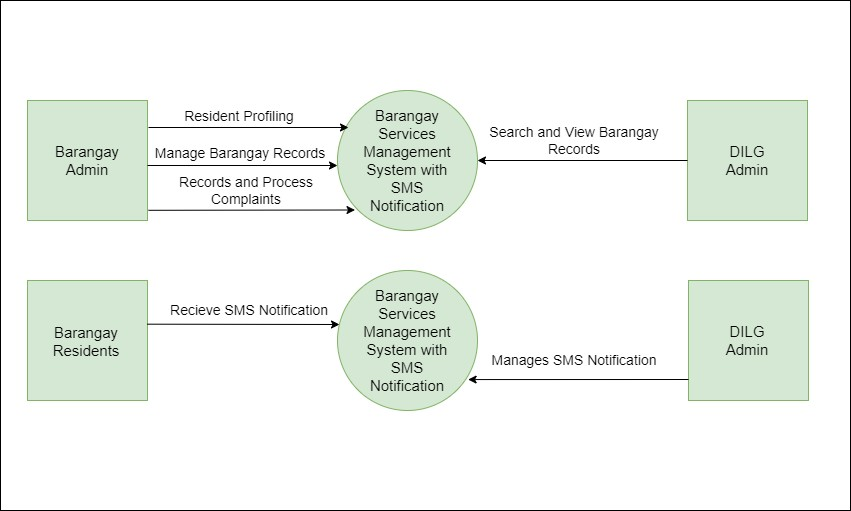 Barangay
Admin
Resident Profiling
Manage Barangay Records
Records and Process
Complaints
Barangay
Services
Management
System with
SMS
Notification
Search and View Barangay
Records
DILG
Admin
Barangay
Residents
Recieve SMS Notification
Barangay
Services
Management
System with
SMS
Notification
Manages SMS Notification
DILG
Admin